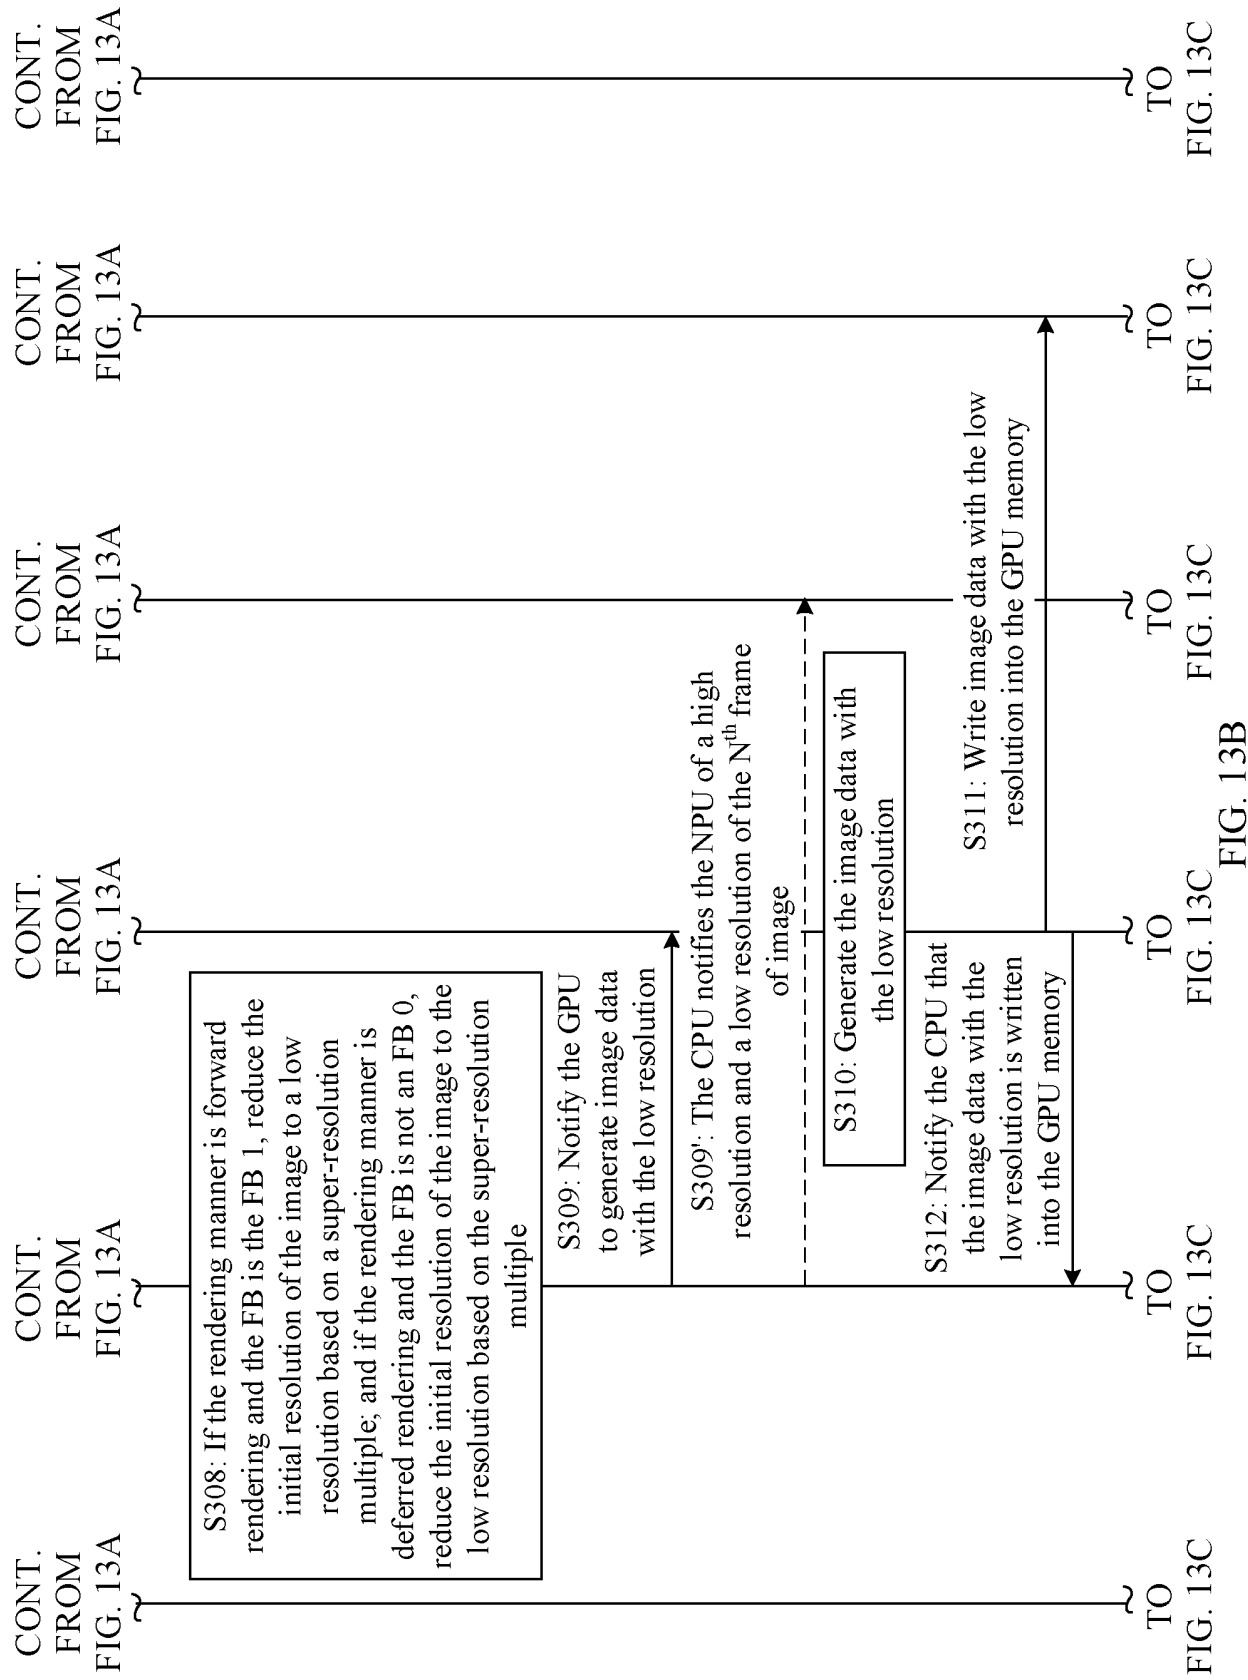 CONT.
FROM
FIG. 13A
CONT.
FROM
FIG. 13A
CONT.
FROM
FIG. 13A
CONT.
FROM
FIG. 13A
CONT.
FROM
FIG. 13A
CONT.
FROM
FIG. 13A
S308: If the rendering manner is forward
rendering and the FB is the FB 1, reduce the
initial resolution of the image to a low
resolution based on a super-resolution
multiple; and if the rendering manner is
deferred rendering and the FB is not an FB 0,
reduce the initial resolution of the image to the
low resolution based on the super-resolution
multiple
S309: Notify the GPU
to generate image data
with the low resolution
S309': The CPU notifies the NPU of a high
resolution and a low resolution of the Nth frame
of image
S310: Generate the image data with
the low resolution
S311: Write image data with the low
resolution into the GPU memory
S312: Notify the CPU that
the image data with the
low resolution is written
into the GPU memory
TO
FIG. 13C
TO
FIG. 13C
TO
FIG. 13C
TO
FIG. 13C
TO
FIG. 13C
TO
FIG. 13C
FIG. 13B